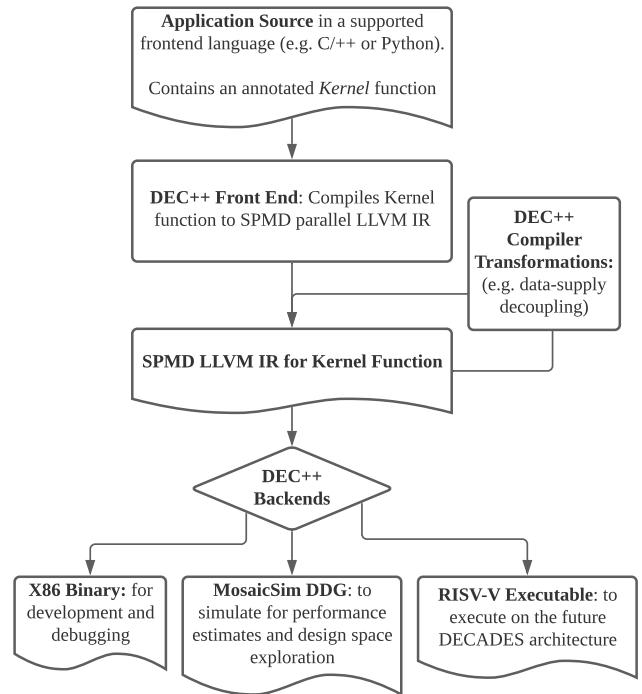 Application Source in a supported
frontend language (e.g. C/++ or Python).
Contains an annotated Kernel function
DEC++ Front End: Compiles Kernel
function to SPMD parallel LLVM IR
DEC++
Compiler
Transformations:
(e.g. data-supply
decoupling)
SPMD LLVM IR for Kernel Function
DEC++
Backends
X86 Binary: for
development and
debugging
MosaicSim DDG: to
simulate for performance
estimates and design space
exploration
RISV-V Executable: to
execute on the future
DECADES architecture